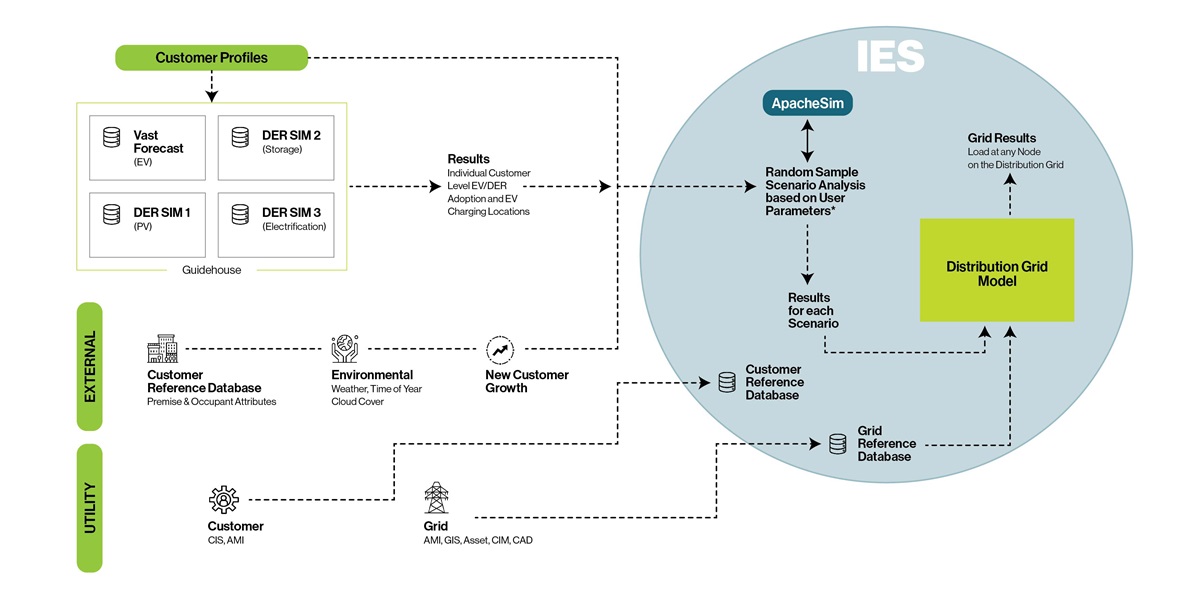 IES
Customer Profiles
Vast
Forecast
(EV)
DER SIM 2
(Storage)
DER SIM 1
(PV)
DER SIM 3
(Electrification)
Guidehouse
Results
Individual Customer
Level EV/DER
Adoption and EV
Charging Locations
ApacheSim
Random Sample
Scenario Analysis
based on User
Parameters*
Results
for each
Scenario
Grid Results
Load at any Node
on the Distribution Grid
Distribution Grid
Model
EXTERNAL
Customer
Reference Database
Premise & Occupant Attributes
Environmental
Weather, Time of Year
Cloud Cover
New Customer
Growth
Customer
Reference
Database
Grid
Reference
Database
UTILITY
Customer
CIS, AMI
Grid
AMI, GIS, Asset, CIM, CAD